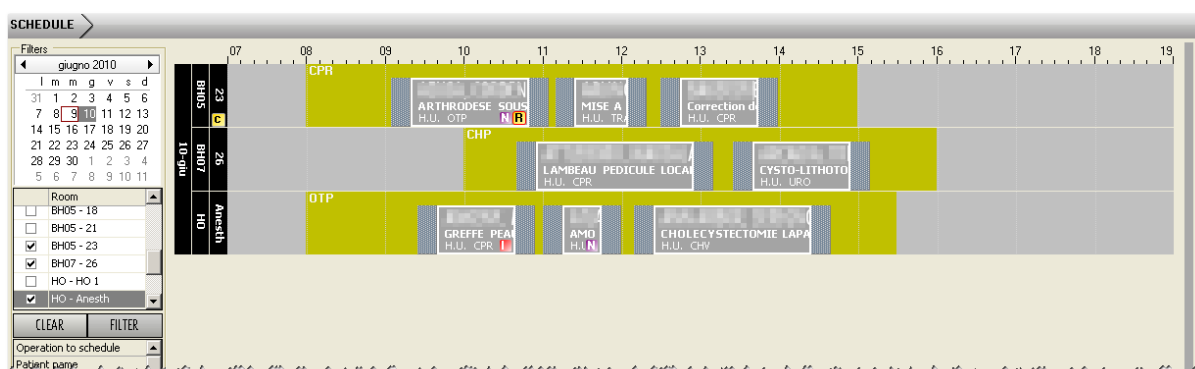 SCHEDULE
Filters
giugno 2010
l m m g v s d
31 1 2 3 4 5 6
7 8 9 10 11 12 13
14 15 16 17 18 19 20
21 22 23 24 25 26 27
28 29 30 1 2 3 4
5 6 7 8 9 10 11
Room
BH05 - 18
BH05 - 21
BH05 - 23
BH07 - 26
HO - HO 1
HO - Anesth
CLEAR FILTER
Operation to schedule
Patient name
07 08 09 10 11 12 13 14 15 16 17 18 19
10-giu
BH05 23 C
CPR
ARTHRODESE SOUS
H.U. OTP N R
MISE A
H.U. TRA
Correction d
H.U. CPR
BH07 26
CHP
LAMBEAU PEDICULE LOCAL
H.U. CPR
CYSTO-LITHOTO
H.U. URO
HO Anesth
OTP
GREFFE PEAU
H.U. CPR I
AMO
H.U. N
CHOLECYSTECTOMIE LAPA
H.U. CHV